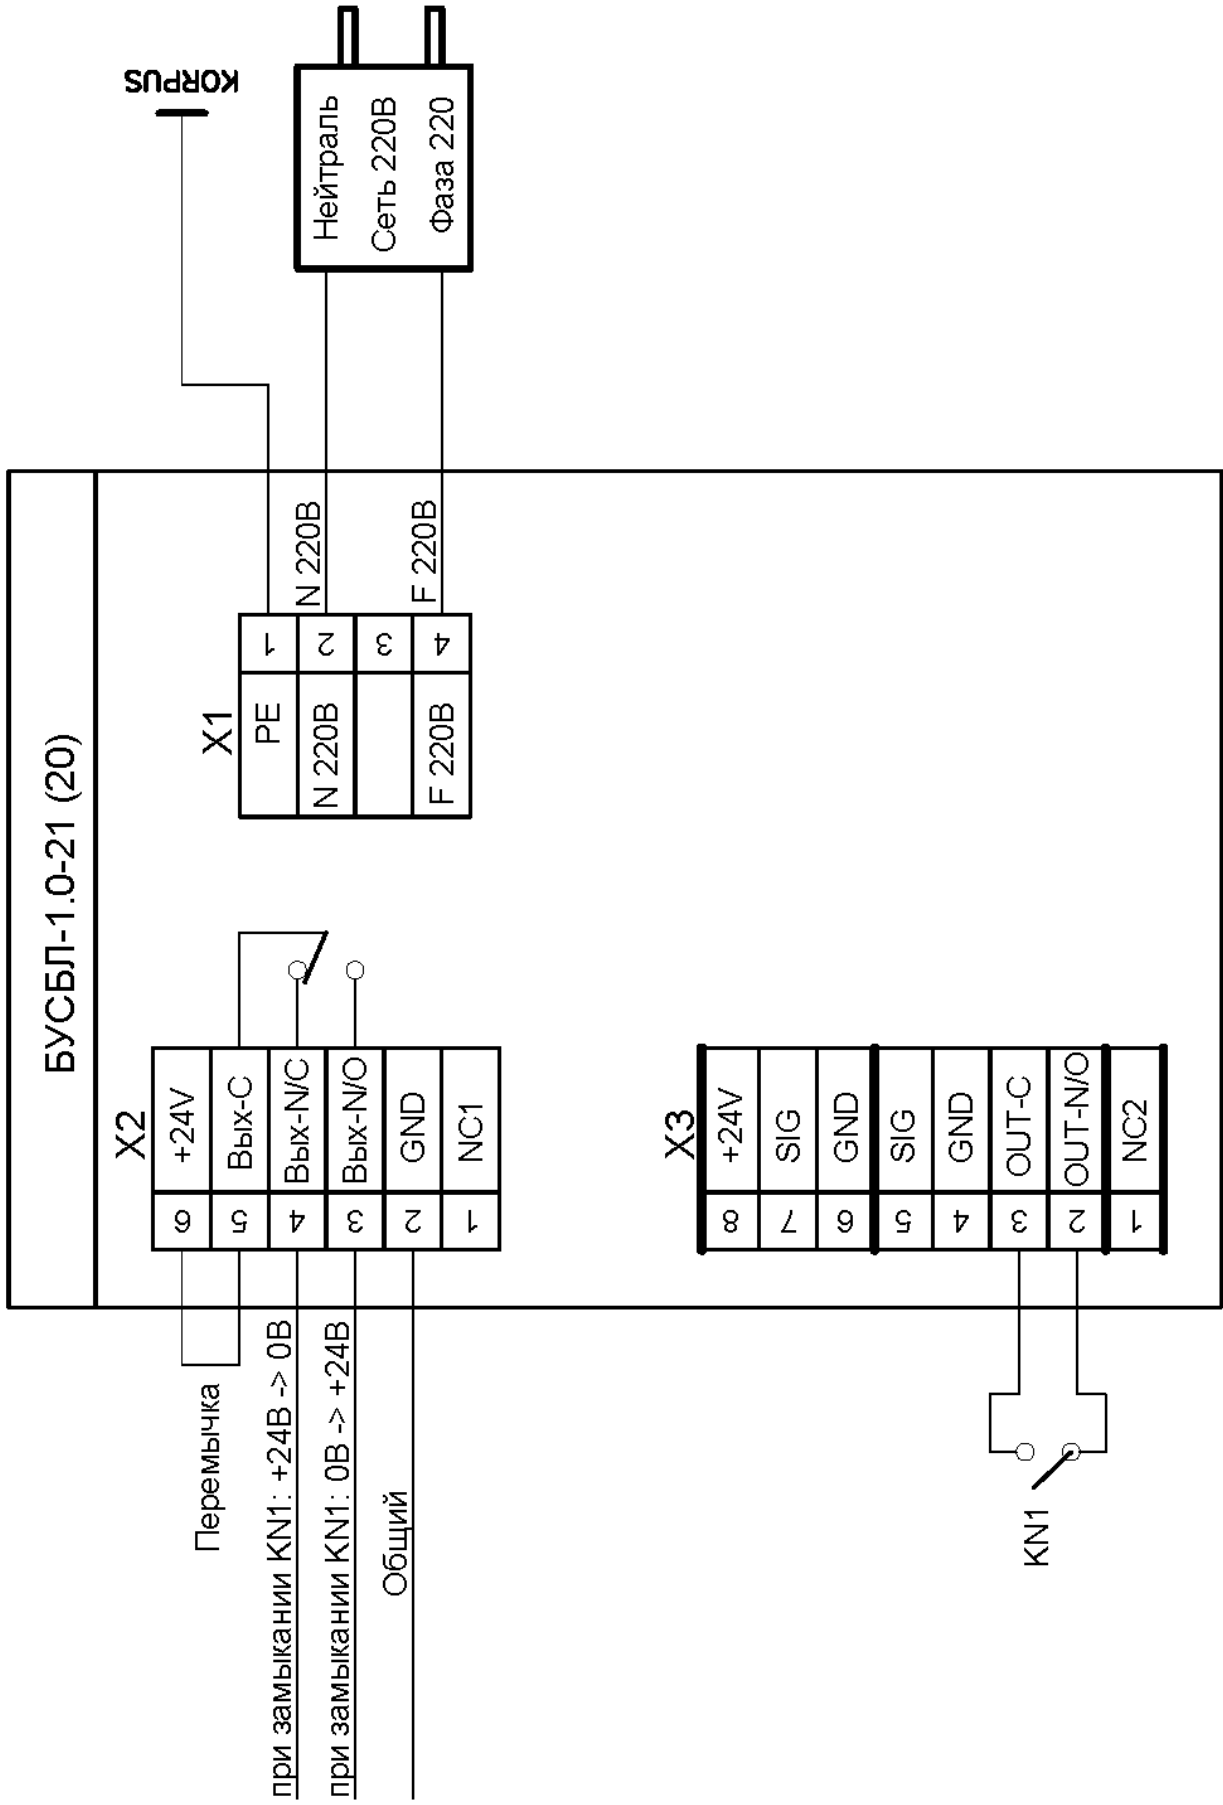 БУСБЛ-1.0-21 (20)
KORPUS
X2
+24V
6
Вых-C
5
Вых-N/C
4
Вых-N/O
3
GND
2
NC1
1
Перемычка
при замыкании KN1: +24В -> 0В
при замыкании KN1: 0В -> +24В
Общий
X1
PE
1
N 220В
2
3
F 220В
4
N 220В
F 220В
Нейтраль
Сеть 220В
Фаза 220
X3
+24V
8
SIG
7
GND
6
SIG
5
GND
4
OUT-C
3
OUT-N/O
2
NC2
1
KN1